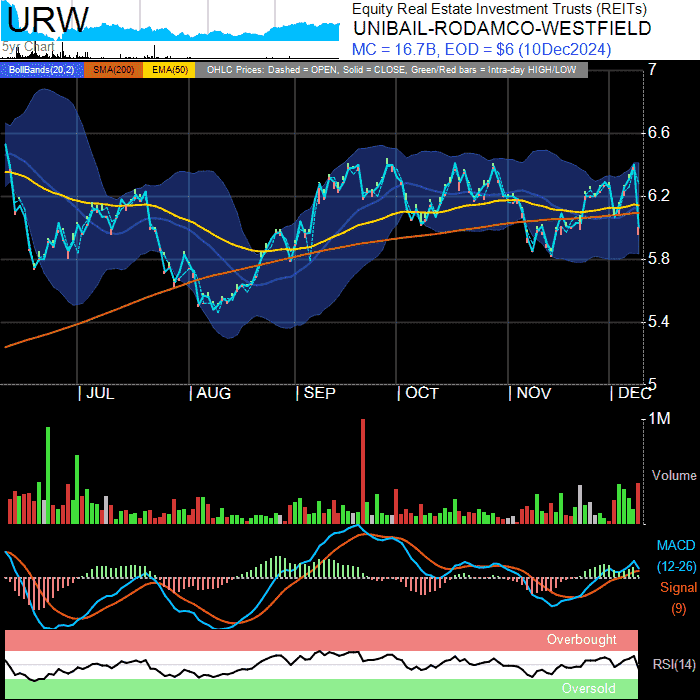 URW
Equity Real Estate Investment Trusts (REITs)
UNIBAIL-RODAMCO-WESTFIELD
5yr Chart
MC = 16.7B, EOD = $6 (10Dec2024)
BollBands(20,2) SMA(200) EMA(50) OHLC Prices: Dashed = OPEN, Solid = CLOSE, Green/Red bars = Intra-day HIGH/LOW
7
6.6
6.2
5.8
5.4
5
JUL AUG SEP OCT NOV DEC
1M
Volume
MACD
(12-26)
Signal
(9)
Overbought
RSI(14)
Oversold